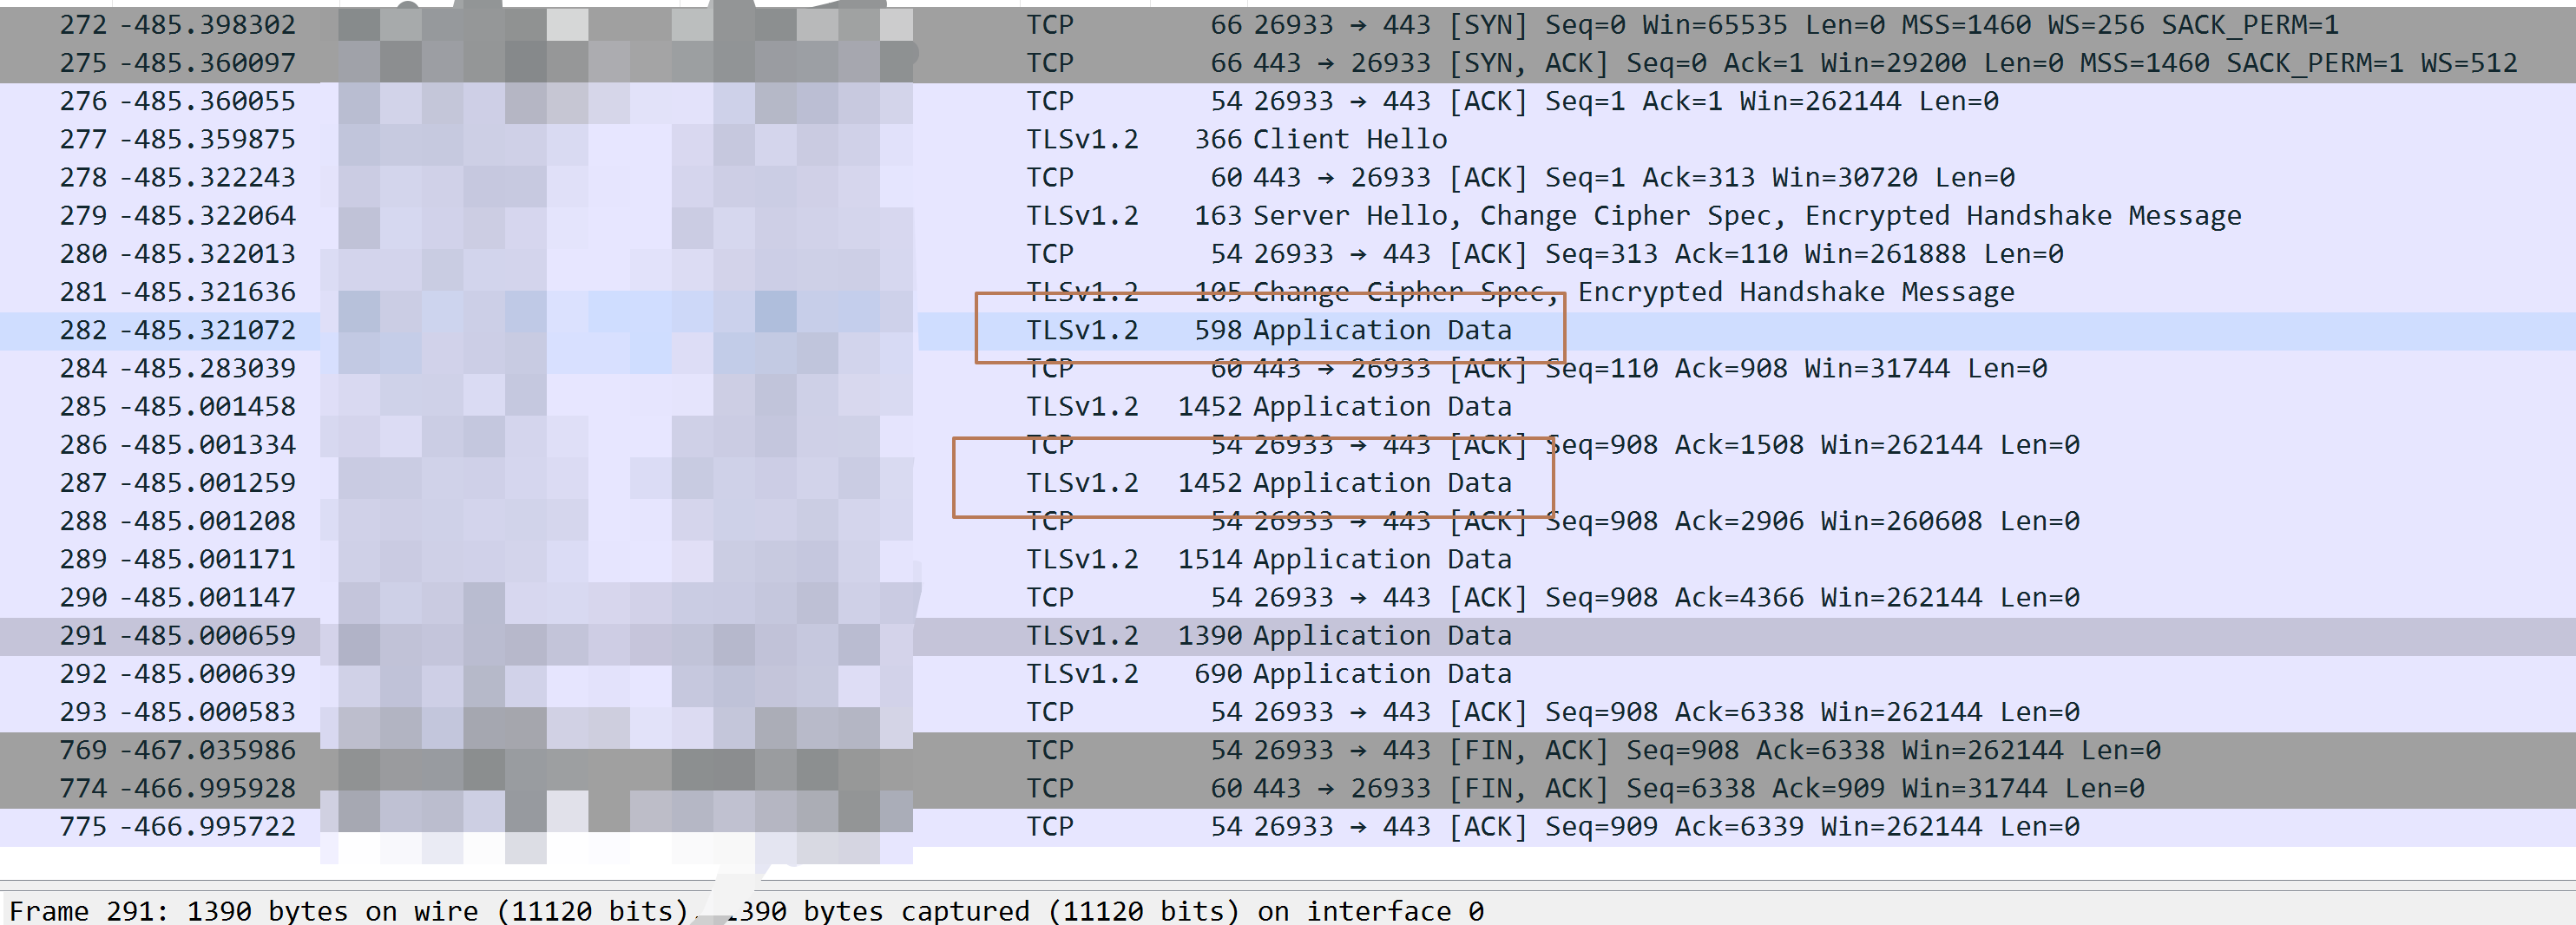 272 -485.398302 TCP 66 26933 → 443 [SYN] Seq=0 Win=65535 Len=0 MSS=1460 WS=256 SACK_PERM=1
275 -485.360097 TCP 66 443 → 26933 [SYN, ACK] Seq=0 Ack=1 Win=29200 Len=0 MSS=1460 SACK_PERM=1 WS=512
276 -485.360055 TCP 54 26933 → 443 [ACK] Seq=1 Ack=1 Win=262144 Len=0
277 -485.359875 TLSv1.2 366 Client Hello
278 -485.322243 TCP 60 443 → 26933 [ACK] Seq=1 Ack=313 Win=30720 Len=0
279 -485.322064 TLSv1.2 163 Server Hello, Change Cipher Spec, Encrypted Handshake Message
280 -485.322013 TCP 54 26933 → 443 [ACK] Seq=313 Ack=110 Win=261888 Len=0
281 -485.321636 TLSv1.2 105 Change Cipher Spec, Encrypted Handshake Message
282 -485.321072 TLSv1.2 598 Application Data
284 -485.283039 TCP 60 443 → 26933 [ACK] Seq=110 Ack=908 Win=31744 Len=0
285 -485.001458 TLSv1.2 1452 Application Data
286 -485.001334 TCP 54 26933 → 443 [ACK] Seq=908 Ack=1508 Win=262144 Len=0
287 -485.001259 TLSv1.2 1452 Application Data
288 -485.001208 TCP 54 26933 → 443 [ACK] Seq=908 Ack=2906 Win=260608 Len=0
289 -485.001171 TLSv1.2 1514 Application Data
290 -485.001147 TCP 54 26933 → 443 [ACK] Seq=908 Ack=4366 Win=262144 Len=0
291 -485.000659 TLSv1.2 1390 Application Data
292 -485.000639 TLSv1.2 690 Application Data
293 -485.000583 TCP 54 26933 → 443 [ACK] Seq=908 Ack=6338 Win=262144 Len=0
769 -467.035986 TCP 54 26933 → 443 [FIN, ACK] Seq=908 Ack=6338 Win=262144 Len=0
774 -466.995928 TCP 60 443 → 26933 [FIN, ACK] Seq=6338 Ack=909 Win=31744 Len=0
775 -466.995722 TCP 54 26933 → 443 [ACK] Seq=909 Ack=6339 Win=262144 Len=0
Frame 291: 1390 bytes on wire (11120 bits), 1390 bytes captured (11120 bits) on interface 0